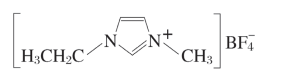 [H₃CH₂C N N⁺ CH₃] BF₄⁻